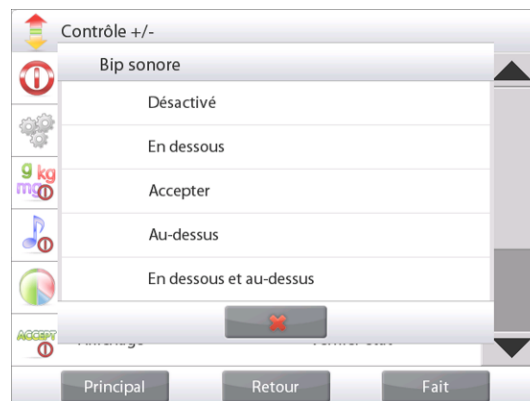 Contrôle +/-
Bip sonore
Désactivé
En dessous
g kg
mg
Accepter
Au-dessus
En dessous et au-dessus
ACCEPT
Principal
Retour
Fait